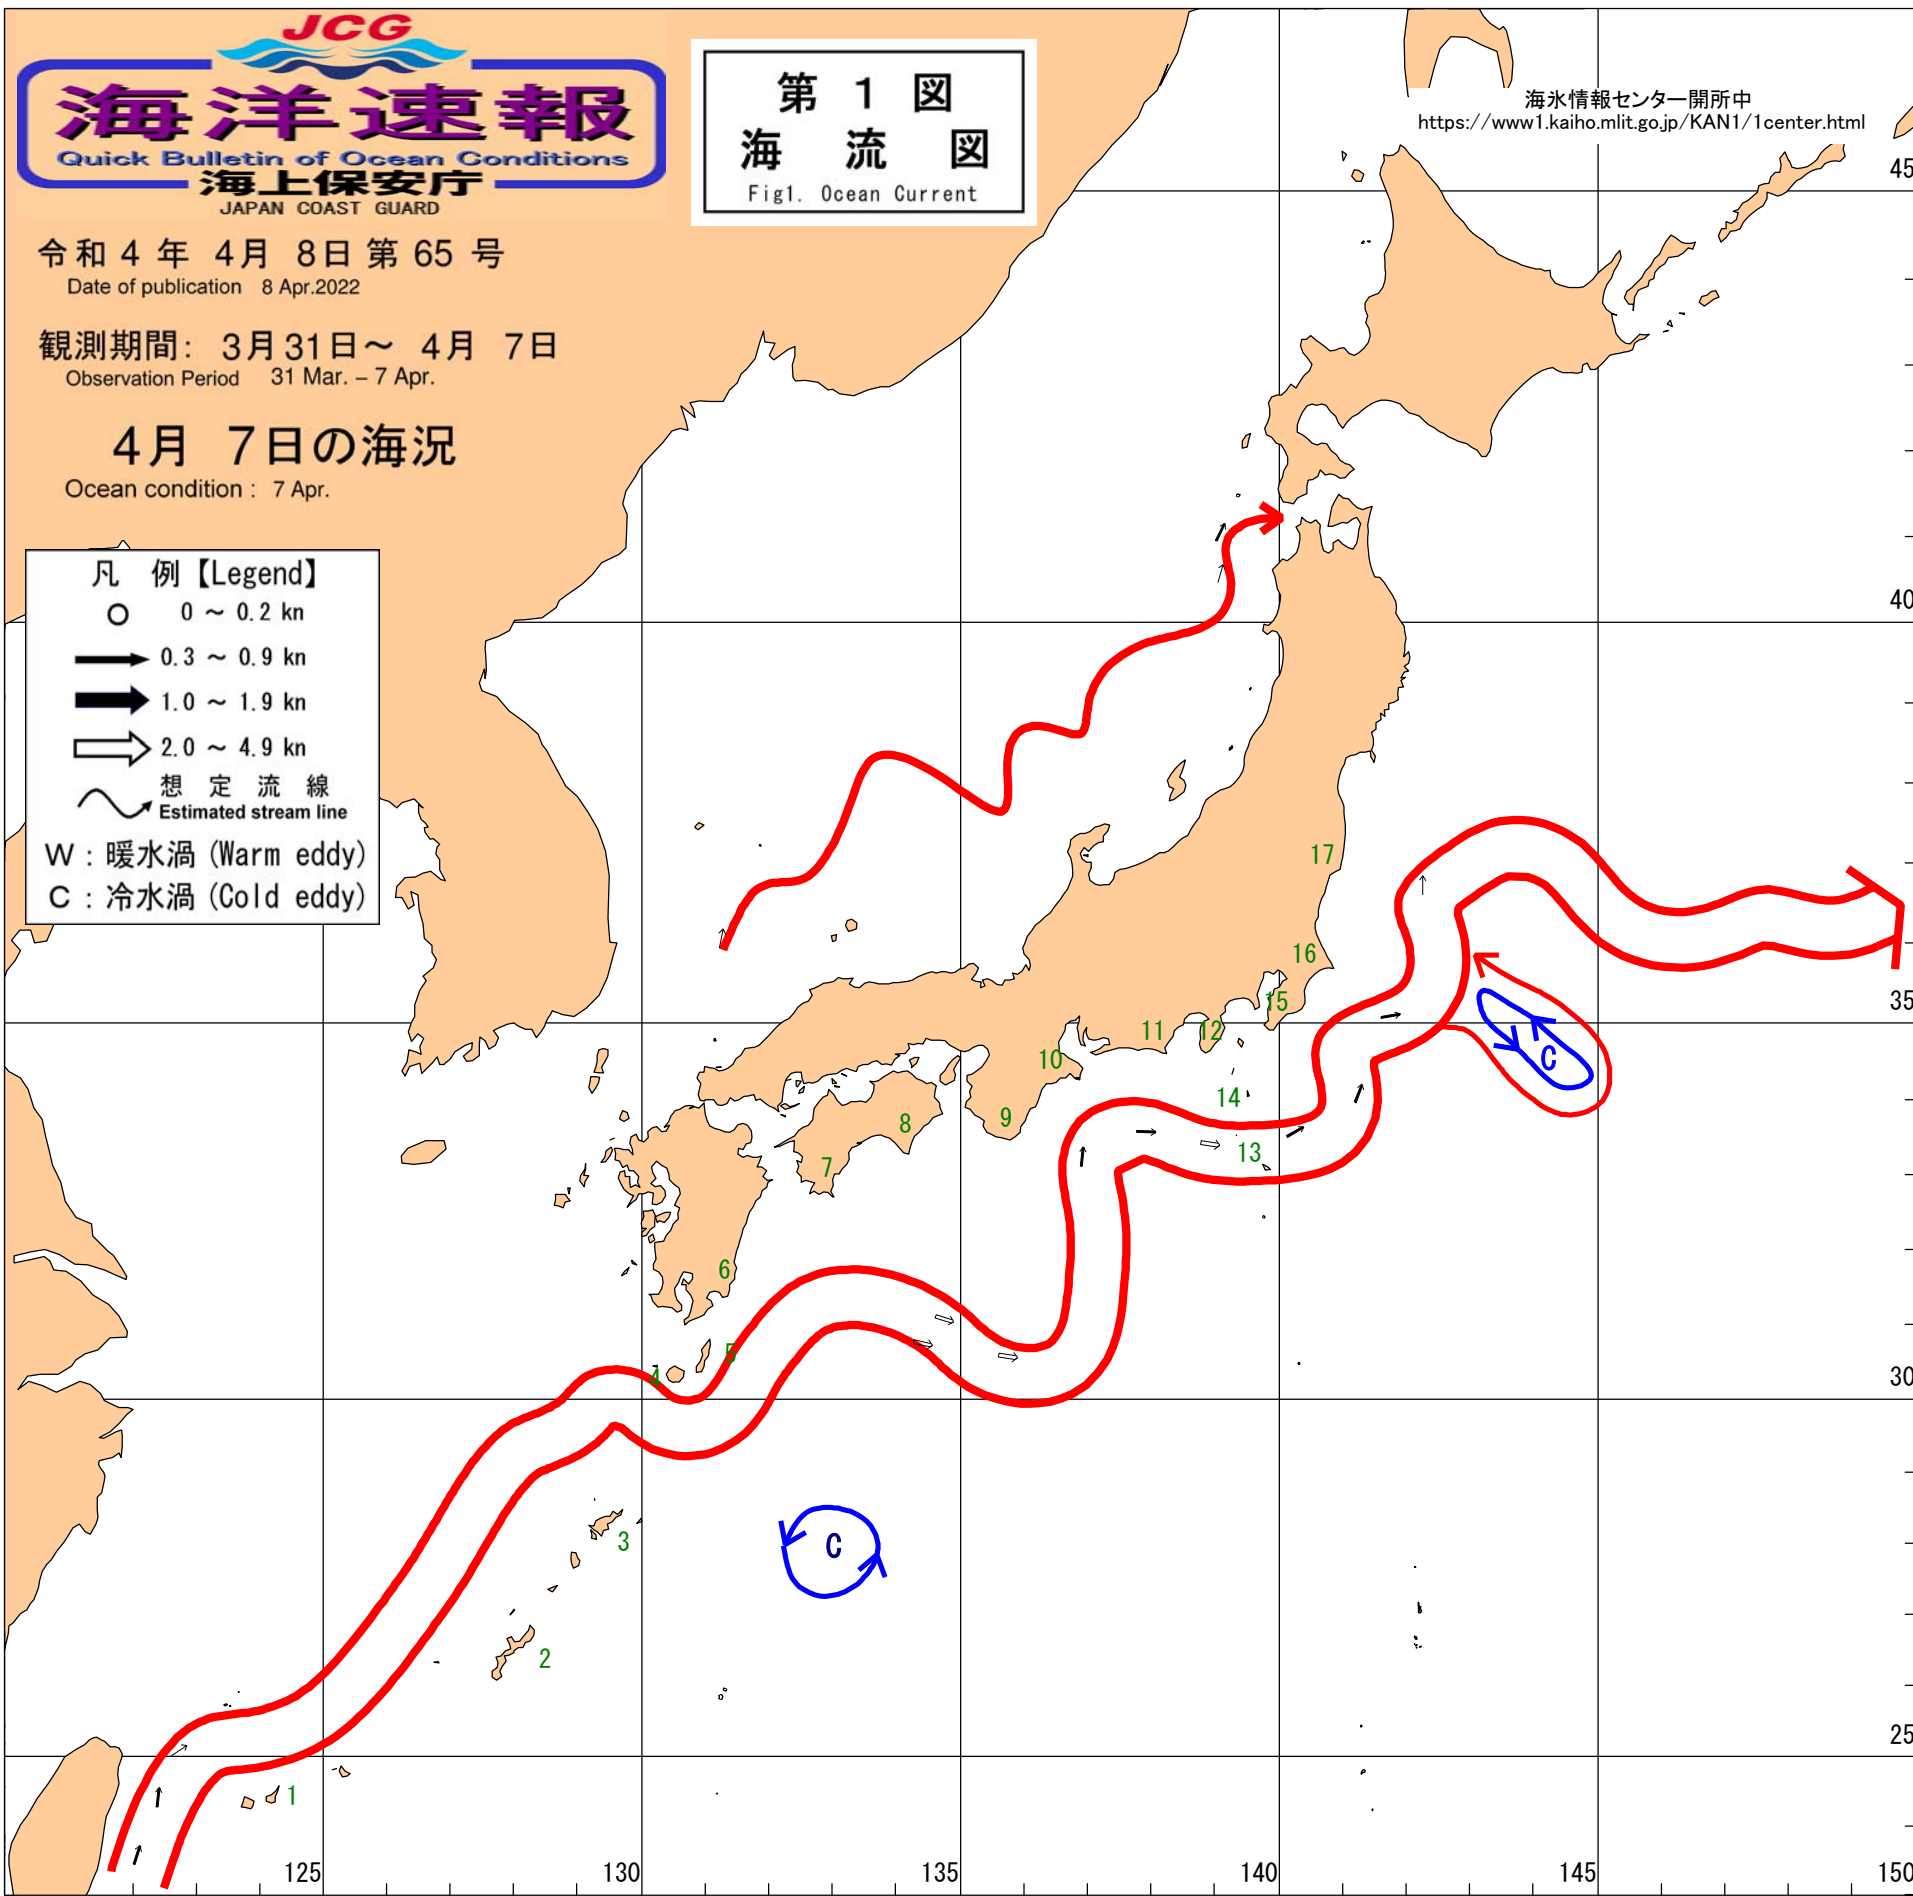 JCG
海洋速報
Quick Bulletin of Ocean Conditions
海上保安庁
JAPAN COAST GUARD
第 1 図
海 流 図
Fig1. Ocean Current
海氷情報センター開所中
https://www1.kaiho.mlit.go.jp/KAN1/1center.html
令和 4 年 4月 8日 第 65 号
Date of publication 8 Apr.2022
観測期間: 3月31日～ 4月 7日
Observation Period 31 Mar. – 7 Apr.
4月 7日の海況
Ocean condition : 7 Apr.
凡 例【Legend】
0 ～ 0.2 kn
0.3 ～ 0.9 kn
1.0 ～ 1.9 kn
2.0 ～ 4.9 kn
想 定 流 線
Estimated stream line
W : 暖水渦 (Warm eddy)
C : 冷水渦 (Cold eddy)
45
40
17
16
35
15
12
11
10
C
14
9
8
13
7
6
5
4
30
3
C
2
25
1
125
130
135
140
145
150